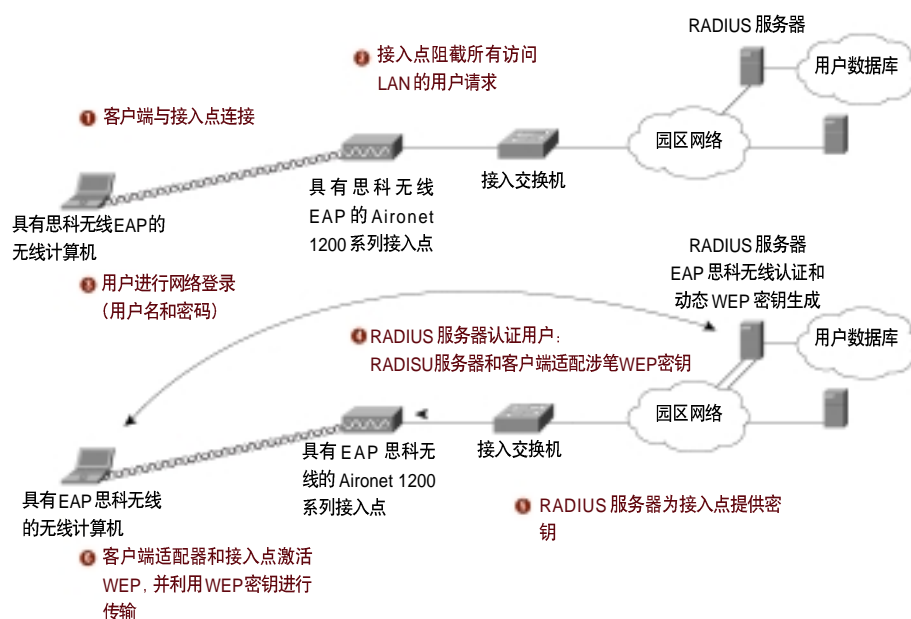 RADIUS 服务器
❷ 接入点阻截所有访问
LAN 的用户请求
用户数据库
❶ 客户端与接入点连接
园区网络
具有思科无线
EAP 的 Aironet
1200 系列接入点
接入交换机
具有思科无线EAP的
无线计算机
❸ 用户进行网络登录
（用户名和密码）
RADIUS 服务器
EAP 思科无线认证和
动态 WEP 密钥生成
❹ RADIUS 服务器认证用户：
RADISU服务器和客户端适配涉笔WEP密钥
用户数据库
园区网络
具有 EAP 思科无
线的 Aironet 1200
系列接入点
接入交换机
具有 EAP 思科无线
的无线计算机
❺ RADIUS 服务器为接入点提供密
钥
❻ 客户端适配器和接入点激活
WEP，并利用 WEP 密钥进行
传输